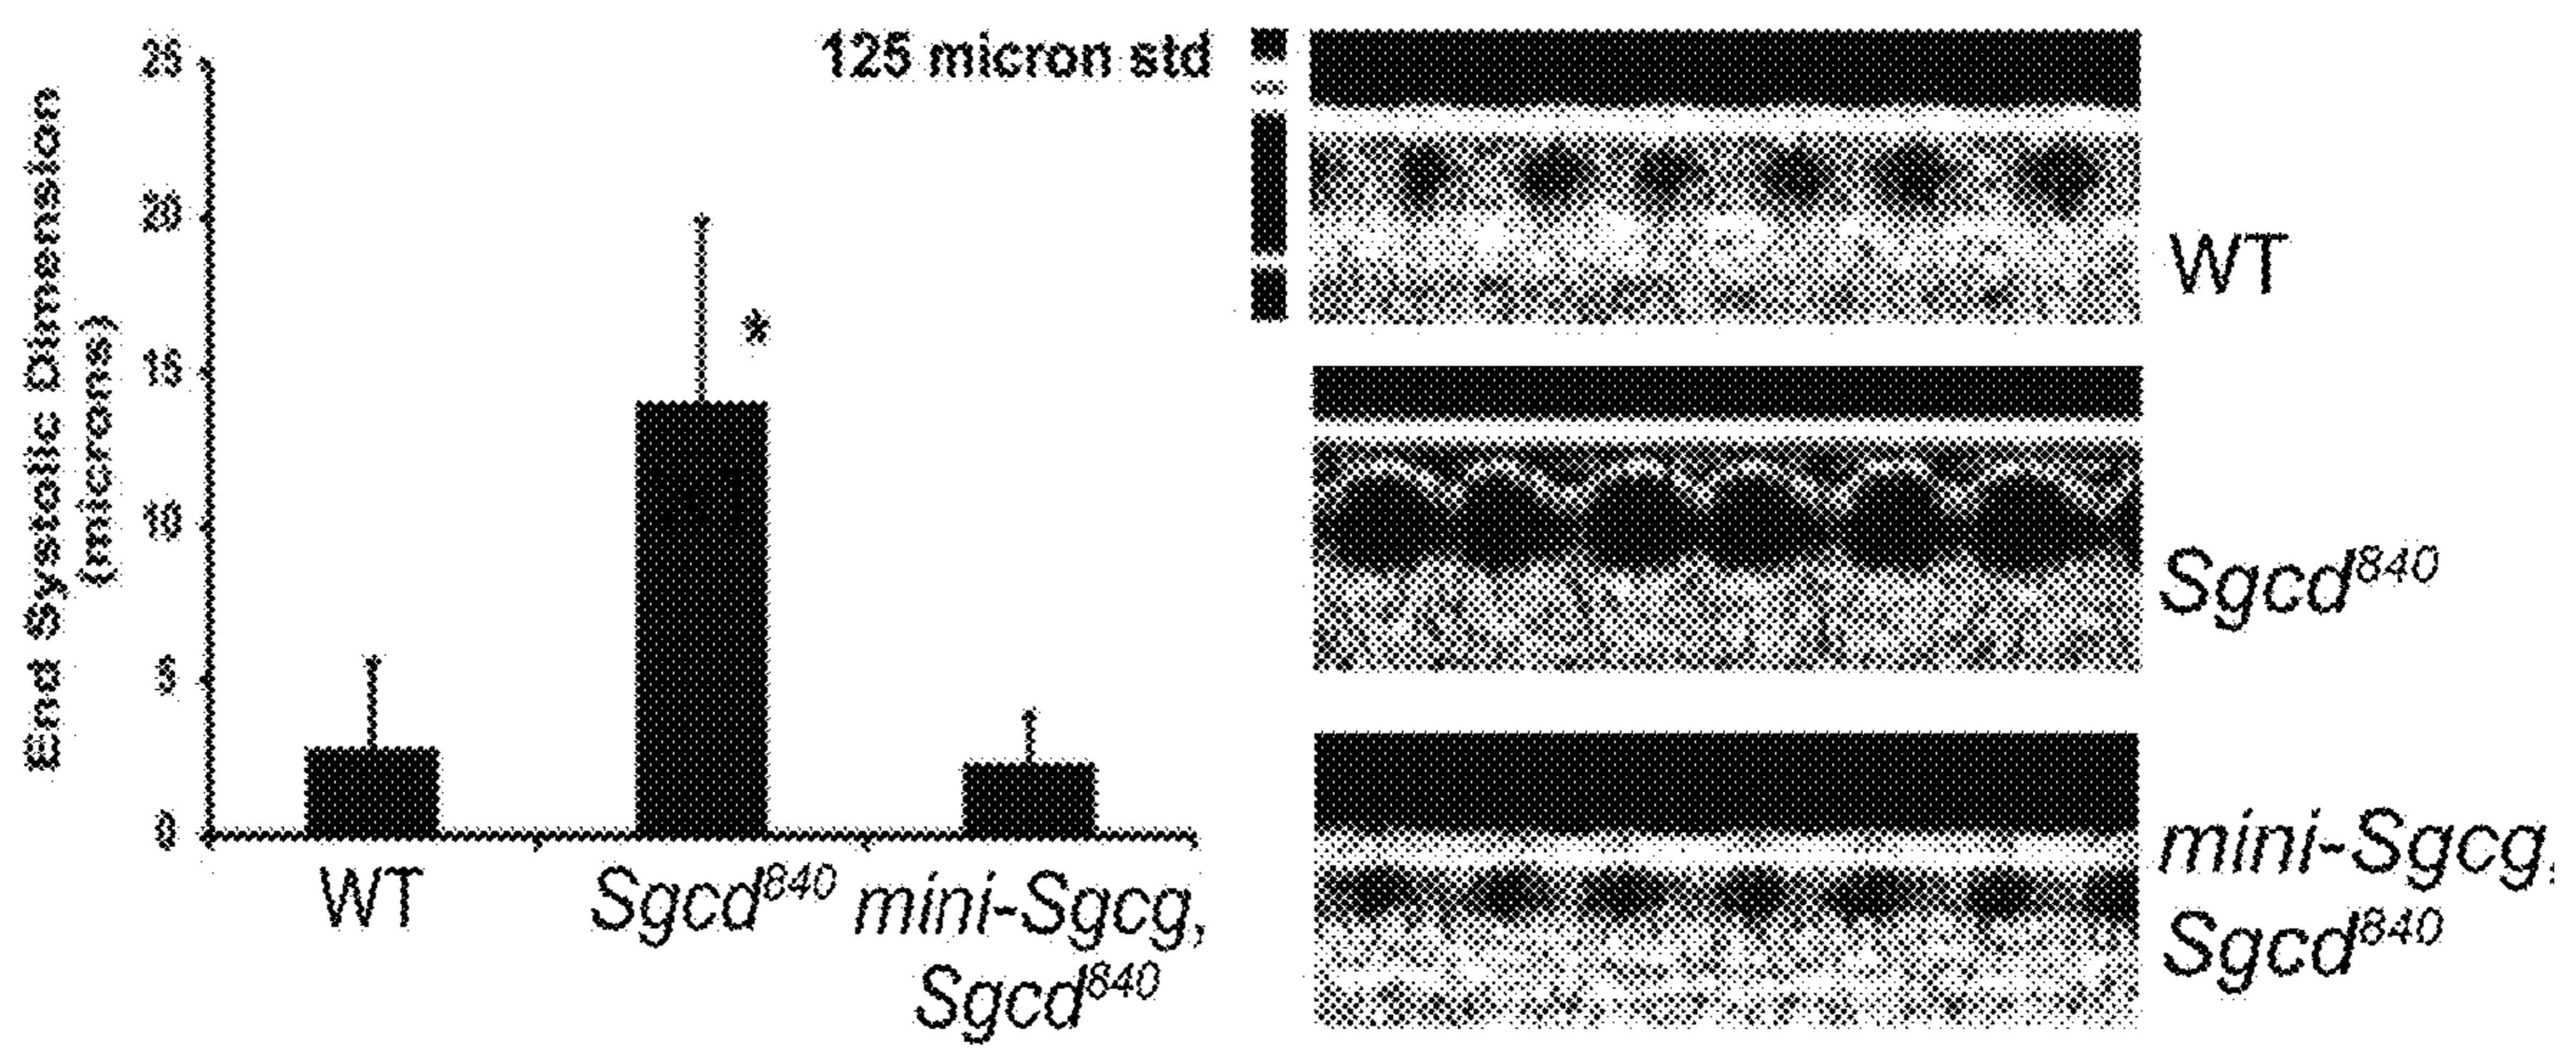 125 micron std
End Systolic Dimension
(microns)
25
20
15
10
5
0
*
WT
Sgcd840
mini-Sgcg,
Sgcd840
WT
Sgcd840
mini-Sgcg,
Sgcd840